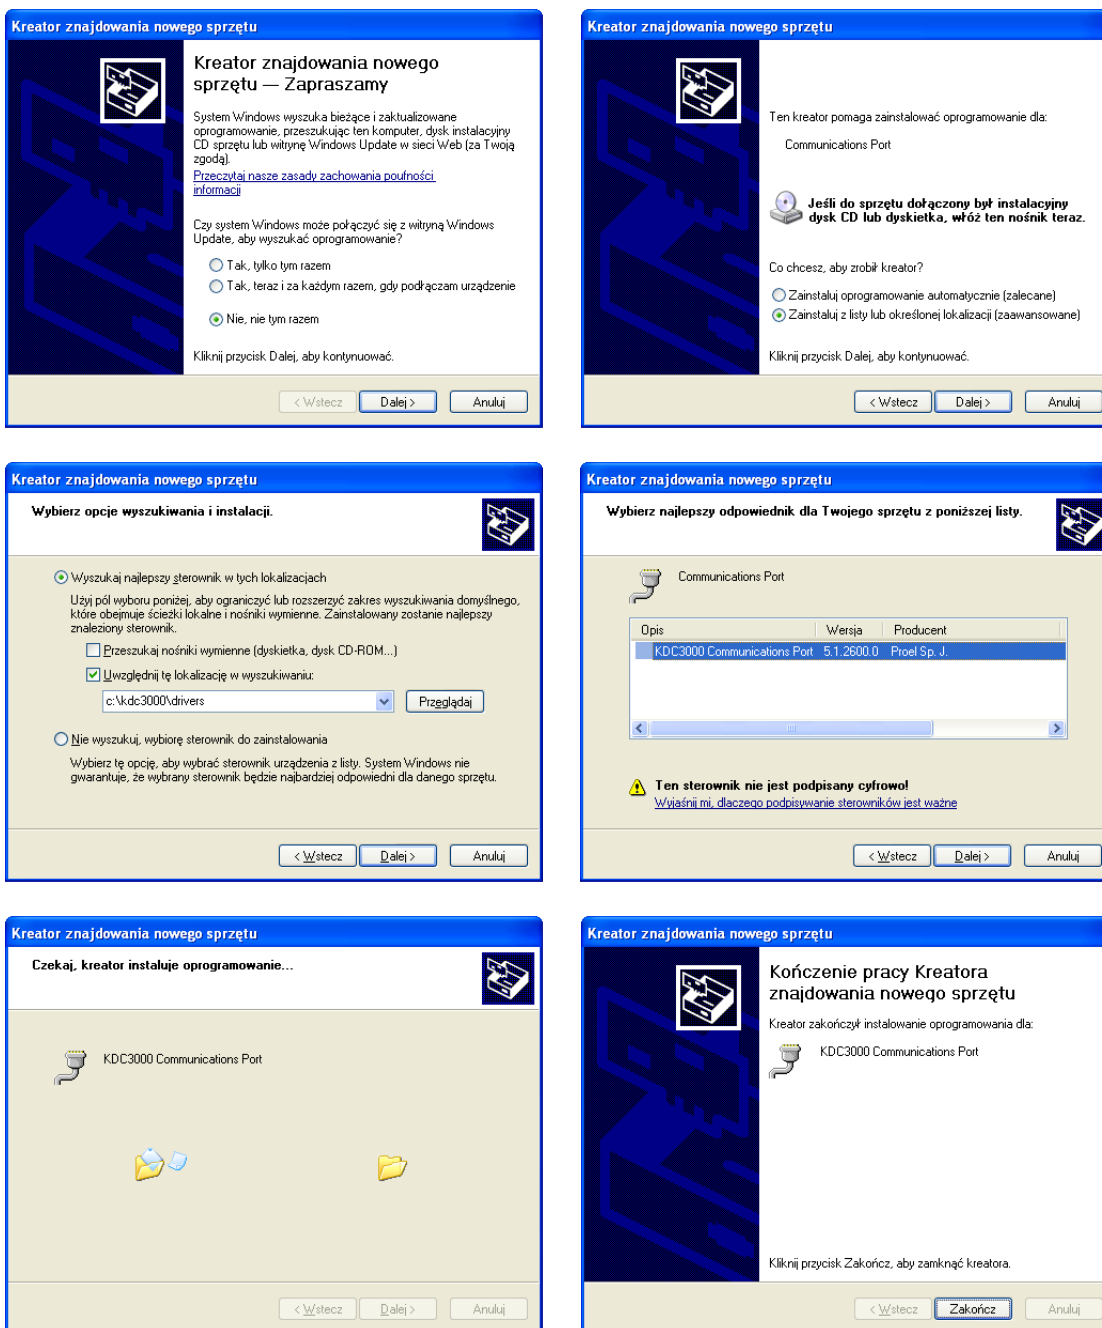 Kreator znajdowania nowego sprzętu
Kreator znajdowania nowego
sprzętu — Zapraszamy
System Windows wyszuka bieżące i zaktualizowane
oprogramowanie, przeszukując ten komputer, dysk instalacyjny
CD sprzętu lub witrynę Windows Update w sieci Web (za Twoją
zgodą).
Przeczytaj nasze zasady zachowania poufności
informacji
Czy system Windows może połączyć się z witryną Windows
Update, aby wyszukać oprogramowanie?
Tak, tylko tym razem
Tak, teraz i za każdym razem, gdy podłączam urządzenie
Nie, nie tym razem
Kliknij przycisk Dalej, aby kontynuować.
< Wstecz Dalej > Anuluj
Kreator znajdowania nowego sprzętu
Ten kreator pomaga zainstalować oprogramowanie dla:
Communications Port
Jeśli do sprzętu dołączony był instalacyjny
dysk CD lub dyskietka, włóż ten nośnik teraz.
Co chcesz, aby zrobił kreator?
Zainstaluj oprogramowanie automatycznie (zalecane)
Zainstaluj z listy lub określonej lokalizacji (zaawansowane)
Kliknij przycisk Dalej, aby kontynuować.
< Wstecz Dalej > Anuluj
Kreator znajdowania nowego sprzętu
Wybierz opcje wyszukiwania i instalacji.
Wyszukaj najlepszy sterownik w tych lokalizacjach
Użyj pól wyboru poniżej, aby ograniczyć lub rozszerzyć zakres wyszukiwania domyślnego,
które obejmuje ścieżki lokalne i nośniki wymienne. Zainstalowany zostanie najlepszy
znaleziony sterownik.
Przeszukaj nośniki wymienne (dyskietka, dysk CD-ROM...)
Uwzględnij tę lokalizację w wyszukiwaniu:
c:\kdc3000\drivers Przeglądaj
Nie wyszukuj, wybiorę sterownik do zainstalowania
Wybierz tę opcję, aby wybrać sterownik urządzenia z listy. System Windows nie
gwarantuje, że wybrany sterownik będzie najbardziej odpowiedni dla danego sprzętu.
< Wstecz Dalej > Anuluj
Kreator znajdowania nowego sprzętu
Wybierz najlepszy odpowiednik dla Twojego sprzętu z poniższej listy.
Communications Port
Opis Wersja Producent
KDC3000 Communications Port 5.1.2600.0 Proel Sp. J.
Ten sterownik nie jest podpisany cyfrowo!
Wyjaśnij mi, dlaczego podpisywanie sterowników jest ważne
< Wstecz Dalej > Anuluj
Kreator znajdowania nowego sprzętu
Czekaj, kreator instaluje oprogramowanie...
KDC3000 Communications Port
< Wstecz Dalej > Anuluj
Kreator znajdowania nowego sprzętu
Kończenie pracy Kreatora
znajdowania nowego sprzętu
Kreator zakończył instalowanie oprogramowania dla:
KDC3000 Communications Port
Kliknij przycisk Zakończ, aby zamknąć kreatora.
< Wstecz Zakończ Anuluj